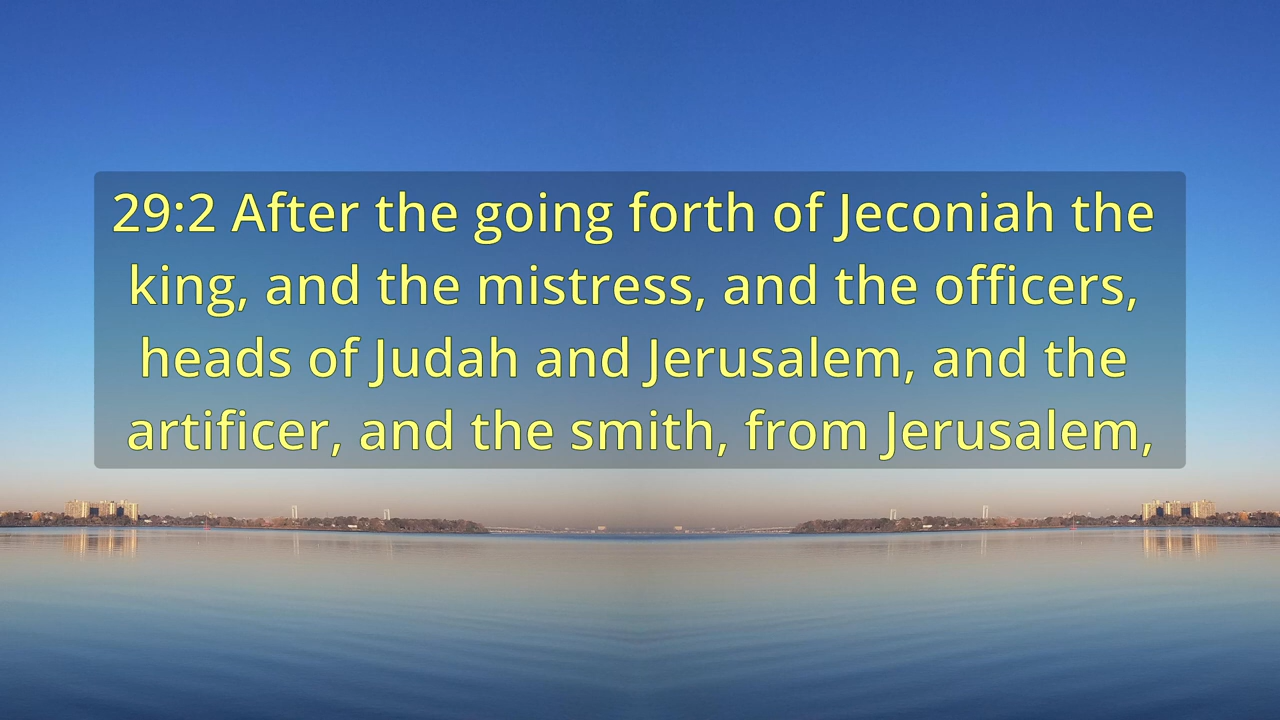 29:2 After the going forth of Jeconiah the
king, and the mistress, and the officers,
heads of Judah and Jerusalem, and the
artificer, and the smith, from Jerusalem,